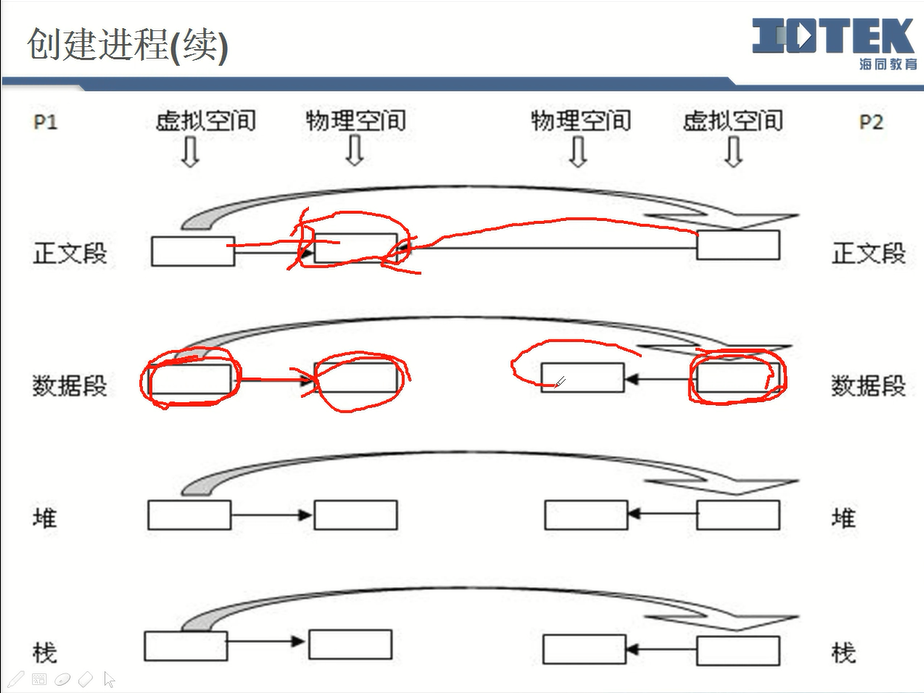 创建进程(续)
IOTEK
海同教育
P1 虚拟空间 物理空间 物理空间 虚拟空间 P2
正文段 正文段
数据段 数据段
堆 堆
栈 栈